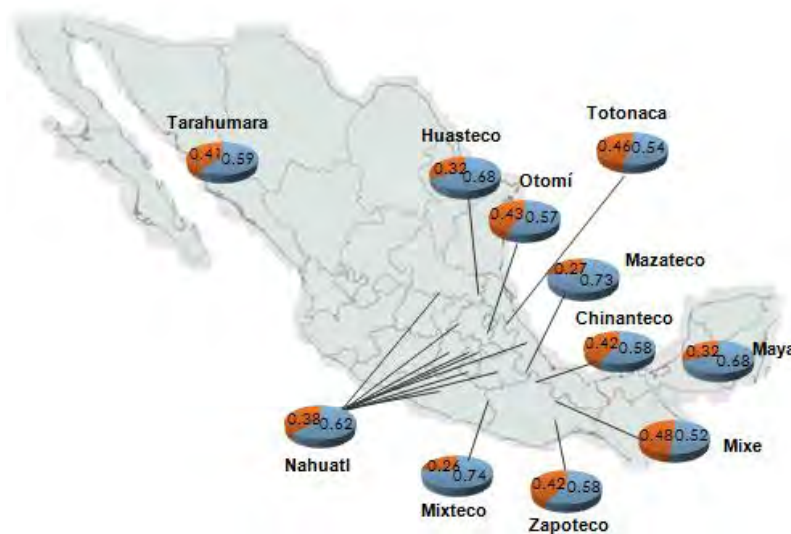 Tarahumara
0.41 0.59
Huasteco
0.32 0.68
Totonaca
0.46 0.54
Otomí
0.43 0.57
Mazateco
0.27 0.73
Chinanteco
0.42 0.58
0.32 0.68
Maya
0.38 0.62
Nahuatl
0.26 0.74
Mixteco
0.42 0.58
Zapoteco
0.48 0.52
Mixe